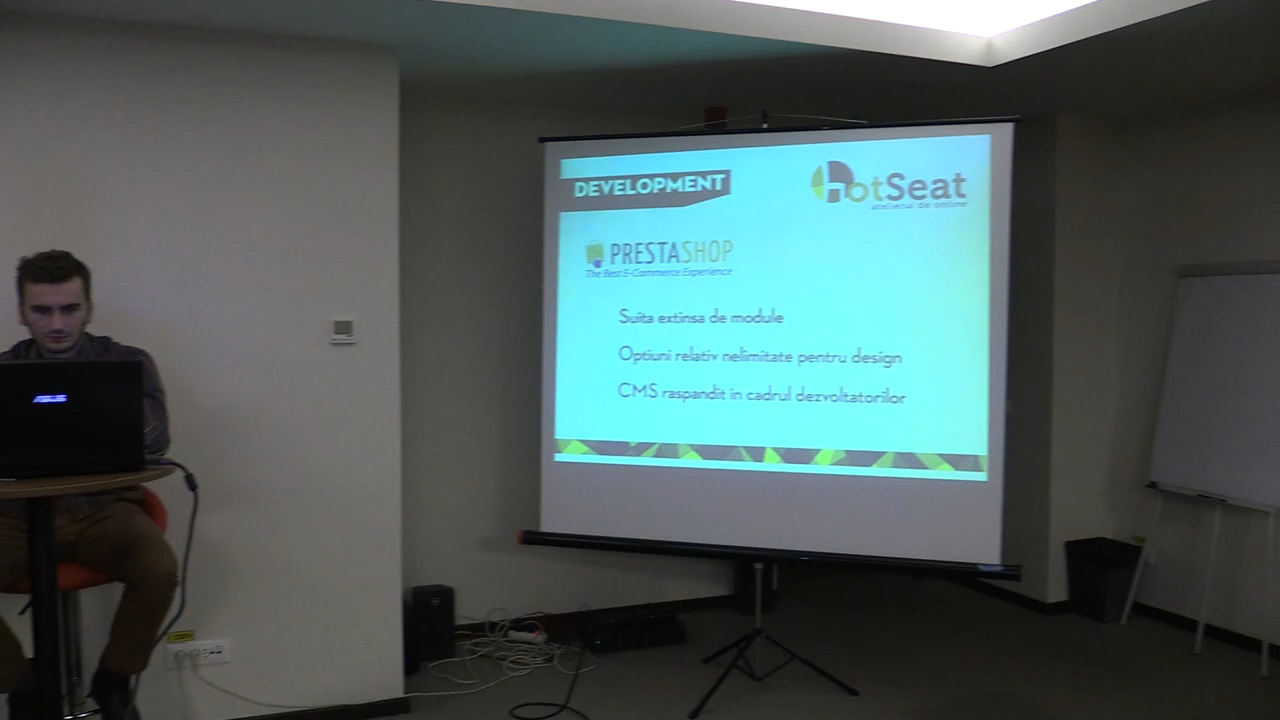 DEVELOPMENT
hotSeat
atelierul de online
PRESTASHOP
The Best E-Commerce Experience
Suita extinsa de module
Optiuni relativ nelimitate pentru design
CMS raspandit in cadrul dezvoltatorilor
ASUS